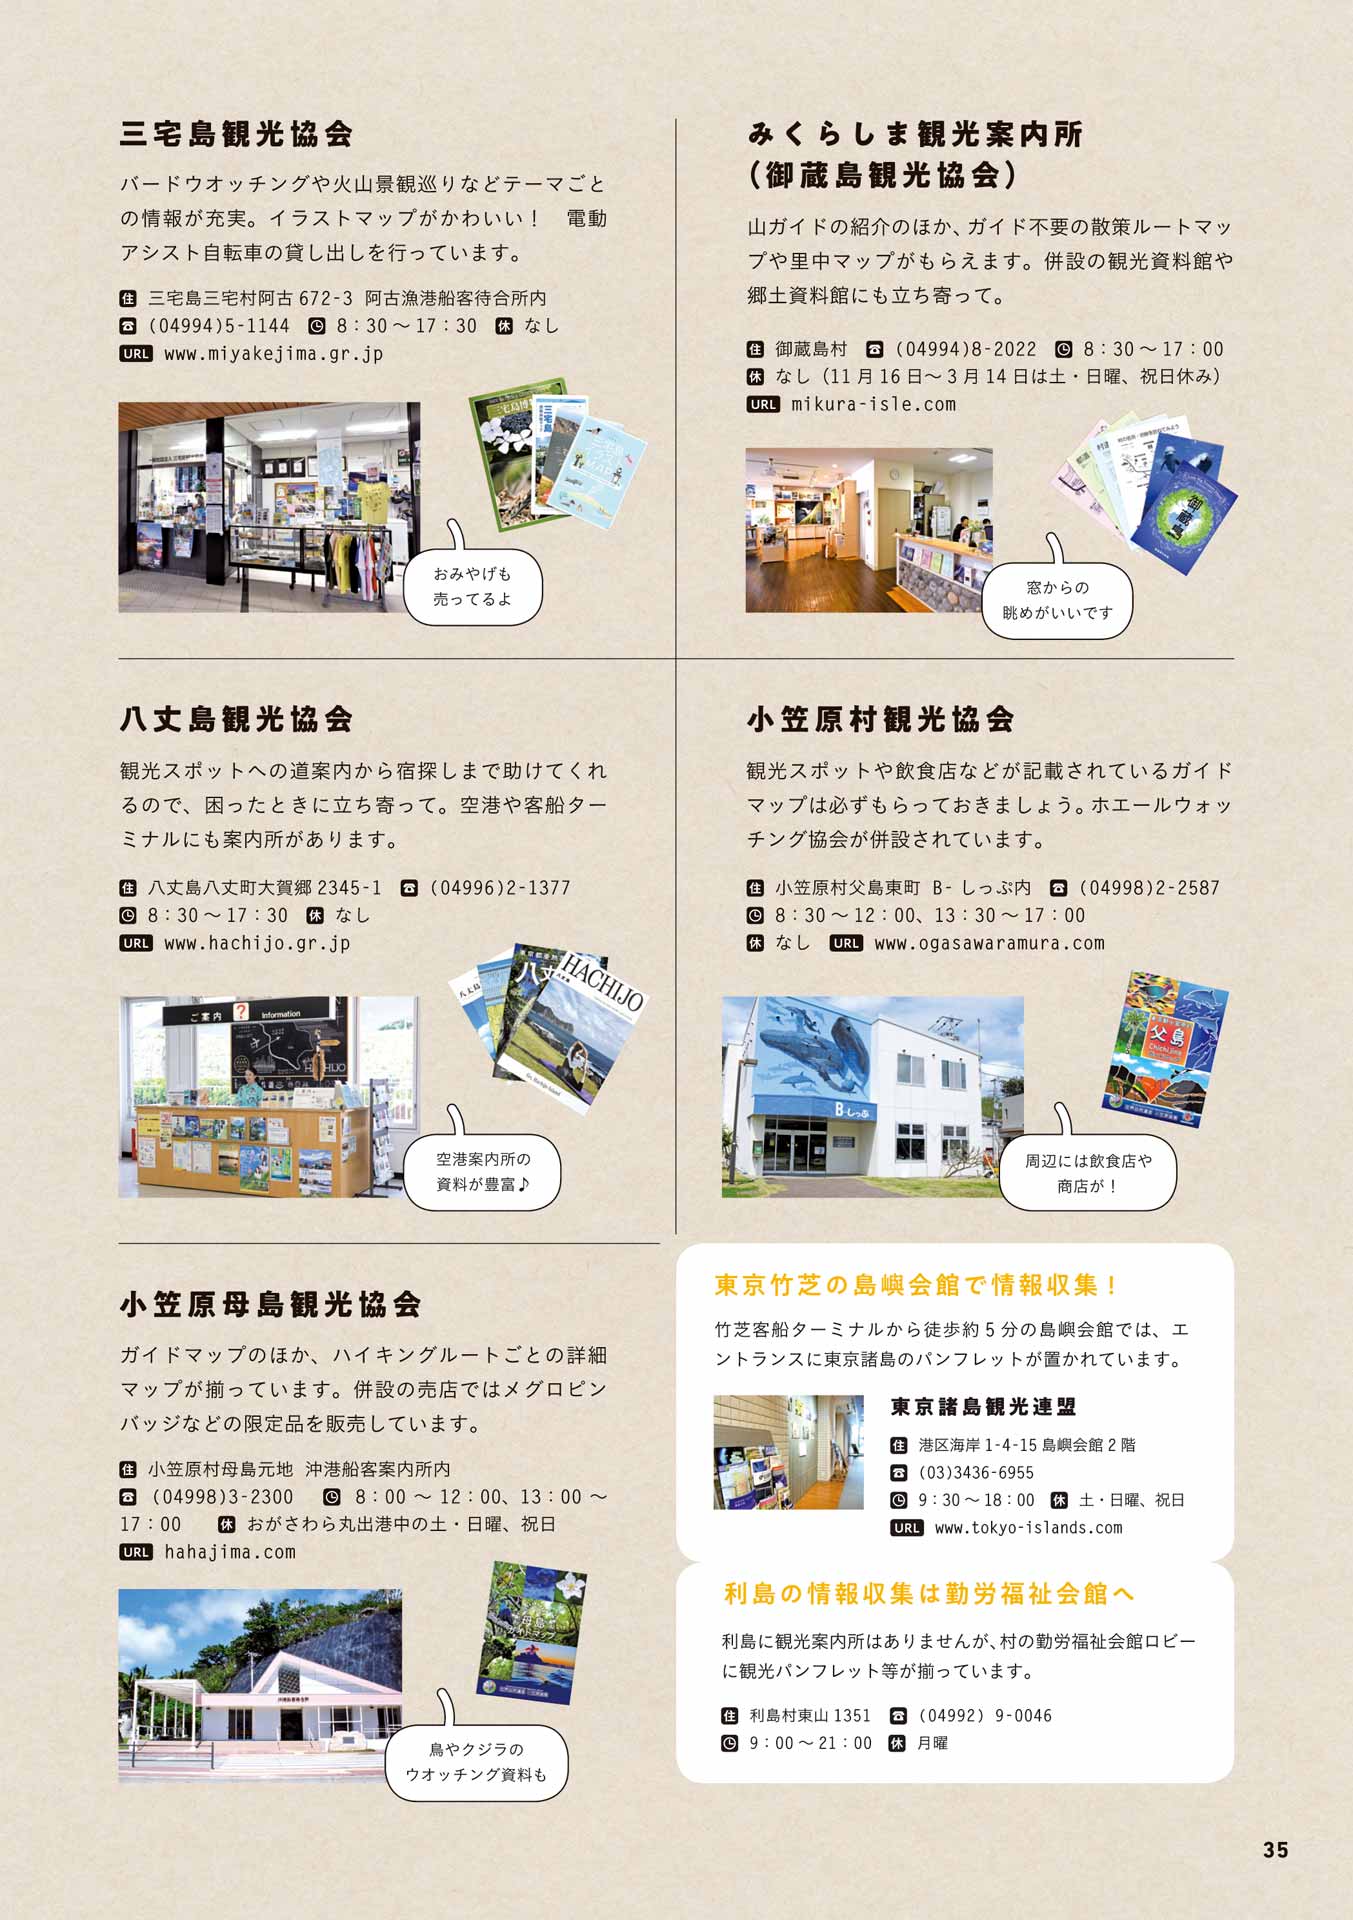 三宅島観光協会
バードウオッチングや火山景観巡りなどテーマごと
の情報が充実。イラストマップがかわいい！　電動
アシスト自転車の貸し出しを行っています。
住 三宅島三宅村阿古672-3 阿古漁港船客待合所内
☎ (04994)5-1144 8：30～17：30 休 なし
URL www.miyakejima.gr.jp
三宅島
おみやげも
売ってるよ
みくらしま観光案内所
（御蔵島観光協会）
山ガイドの紹介のほか、ガイド不要の散策ルートマッ
プや里中マップがもらえます。併設の観光資料館や
郷土資料館にも立ち寄って。
住 御蔵島村 ☎ (04994)8-2022 8：30～17：00
休 なし（11月16日～3月14日は土・日曜、祝日休み）
URL mikura-isle.com
御蔵島
窓からの
眺めがいいです
八丈島観光協会
観光スポットへの道案内から宿探しまで助けてくれ
るので、困ったときに立ち寄って。空港や客船ター
ミナルにも案内所があります。
住 八丈島八丈町大賀郷2345-1 ☎ (04996)2-1377
8：30～17：30 休 なし
URL www.hachijo.gr.jp
ご案内 ? Information
HACHIJO
空港案内所の
資料が豊富♪
小笠原村観光協会
観光スポットや飲食店などが記載されているガイド
マップは必ずもらっておきましょう。ホエールウォッ
チング協会が併設されています。
住 小笠原村父島東町 B-しっぷ内 ☎ (04998)2-2587
8：30～12：00、13：30～17：00
休 なし URL www.ogasawaramura.com
B-しっぷ
父島
Chichijima
周辺には飲食店や
商店が！
小笠原母島観光協会
ガイドマップのほか、ハイキングルートごとの詳細
マップが揃っています。併設の売店ではメグロピン
バッジなどの限定品を販売しています。
住 小笠原村母島元地 沖港船客案内所内
☎ (04998)3-2300 8：00～12：00、13：00～
17：00 休 おがさわら丸出港中の土・日曜、祝日
URL hahajima.com
母島
ガイドマップ
鳥やクジラの
ウオッチング資料も
東京竹芝の島嶼会館で情報収集！
竹芝客船ターミナルから徒歩約5分の島嶼会館では、エ
ントランスに東京諸島のパンフレットが置かれています。
東京諸島観光連盟
住 港区海岸1-4-15島嶼会館2階
☎ (03)3436-6955
9：30～18：00 休 土・日曜、祝日
URL www.tokyo-islands.com
利島の情報収集は勤労福祉会館へ
利島に観光案内所はありませんが、村の勤労福祉会館ロビー
に観光パンフレット等が揃っています。
住 利島村東山1351 ☎ (04992) 9-0046
9：00～21：00 休 月曜
35